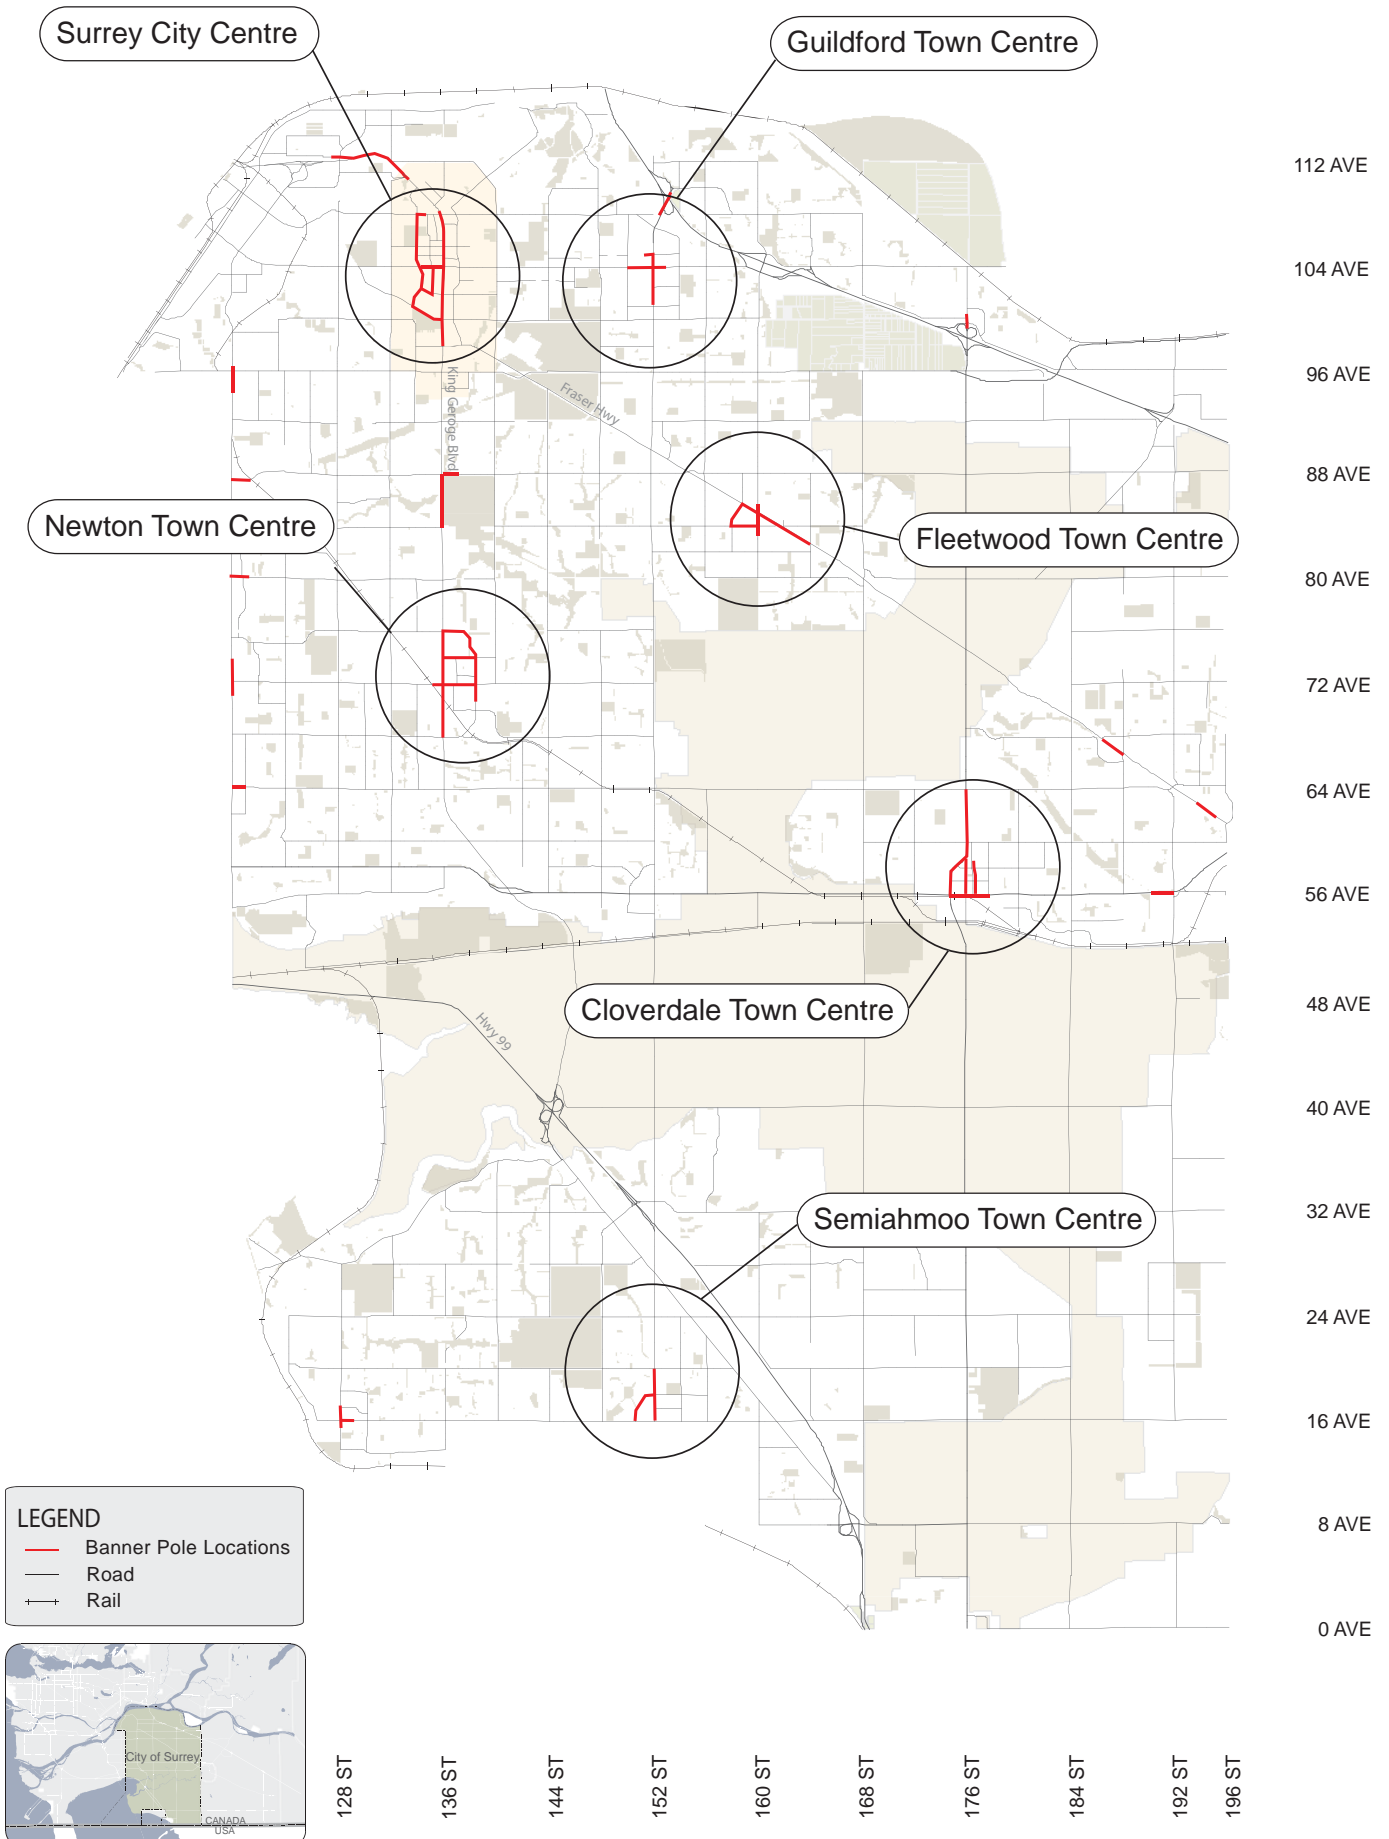 Surrey City Centre
Guildford Town Centre
112 AVE
104 AVE
96 AVE
King Geroge Blvd
Fraser Hwy
88 AVE
Newton Town Centre
Fleetwood Town Centre
80 AVE
72 AVE
64 AVE
56 AVE
Cloverdale Town Centre
48 AVE
Hwy 99
40 AVE
Semiahmoo Town Centre
32 AVE
24 AVE
16 AVE
LEGEND
Banner Pole Locations
Road
Rail
8 AVE
0 AVE
City of Surrey
CANADA
USA
128 ST
136 ST
144 ST
152 ST
160 ST
168 ST
176 ST
184 ST
192 ST
196 ST